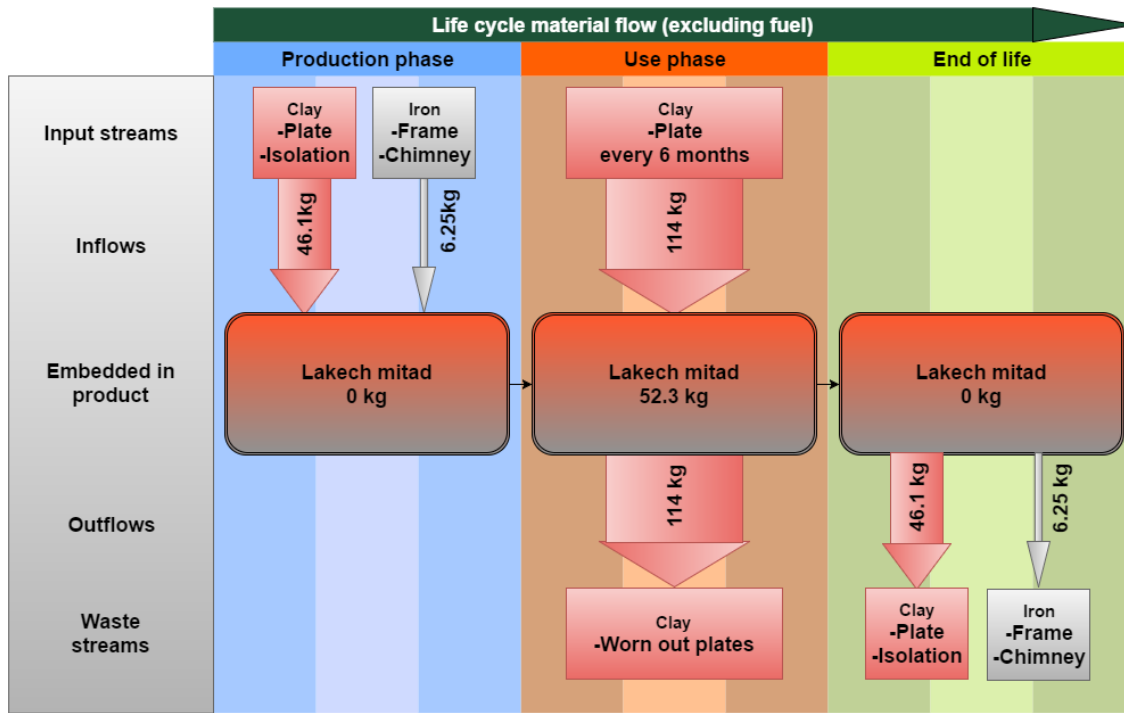 Life cycle material flow (excluding fuel)
Production phase
Use phase
End of life
Input streams
Clay
-Plate
-Isolation
Iron
-Frame
-Chimney
Clay
-Plate
every 6 months
Inflows
46.1kg
6.25kg
114 kg
Embedded in
product
Lakech mitad
0 kg
Lakech mitad
52.3 kg
Lakech mitad
0 kg
Outflows
114 kg
46.1 kg
6.25 kg
Waste
streams
Clay
-Worn out plates
Clay
-Plate
-Isolation
Iron
-Frame
-Chimney